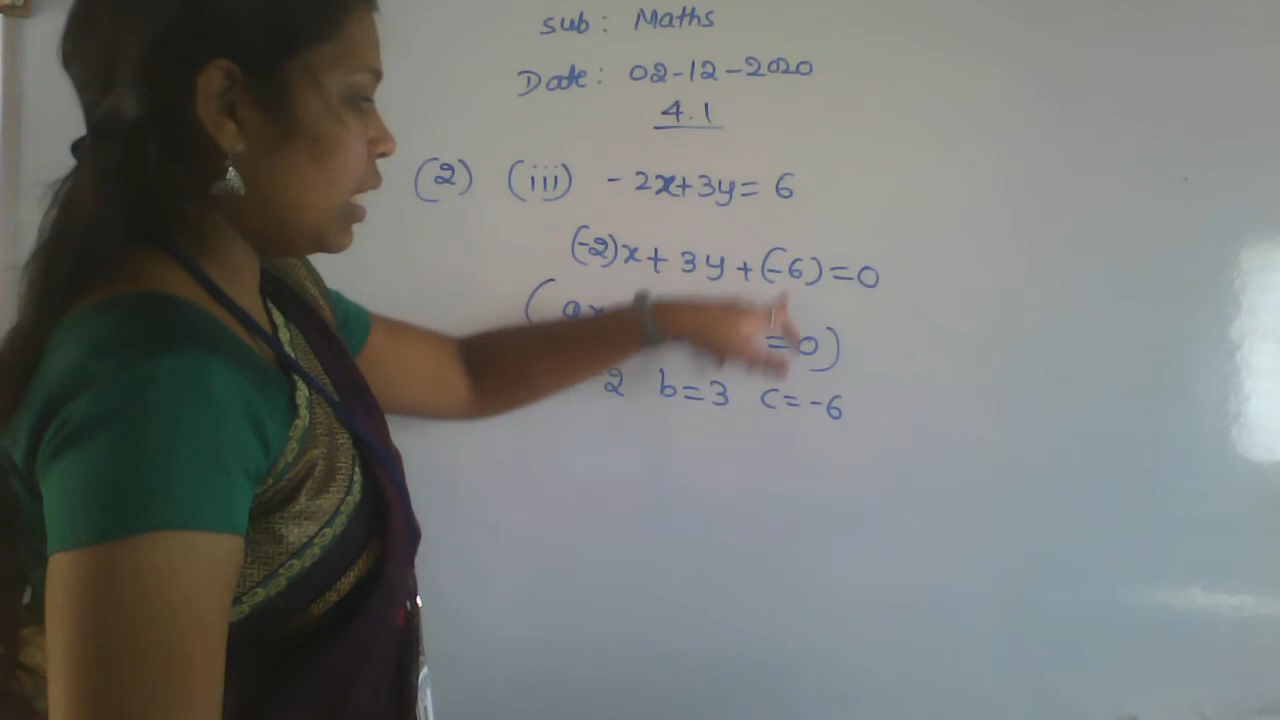 Sub: Maths
Date: 02-12-2020
4.1
(2) (iii) -2x+3y= 6
(-2)x+ 3y+(-6)=0
(ax =0)
2 b=3 c=-6